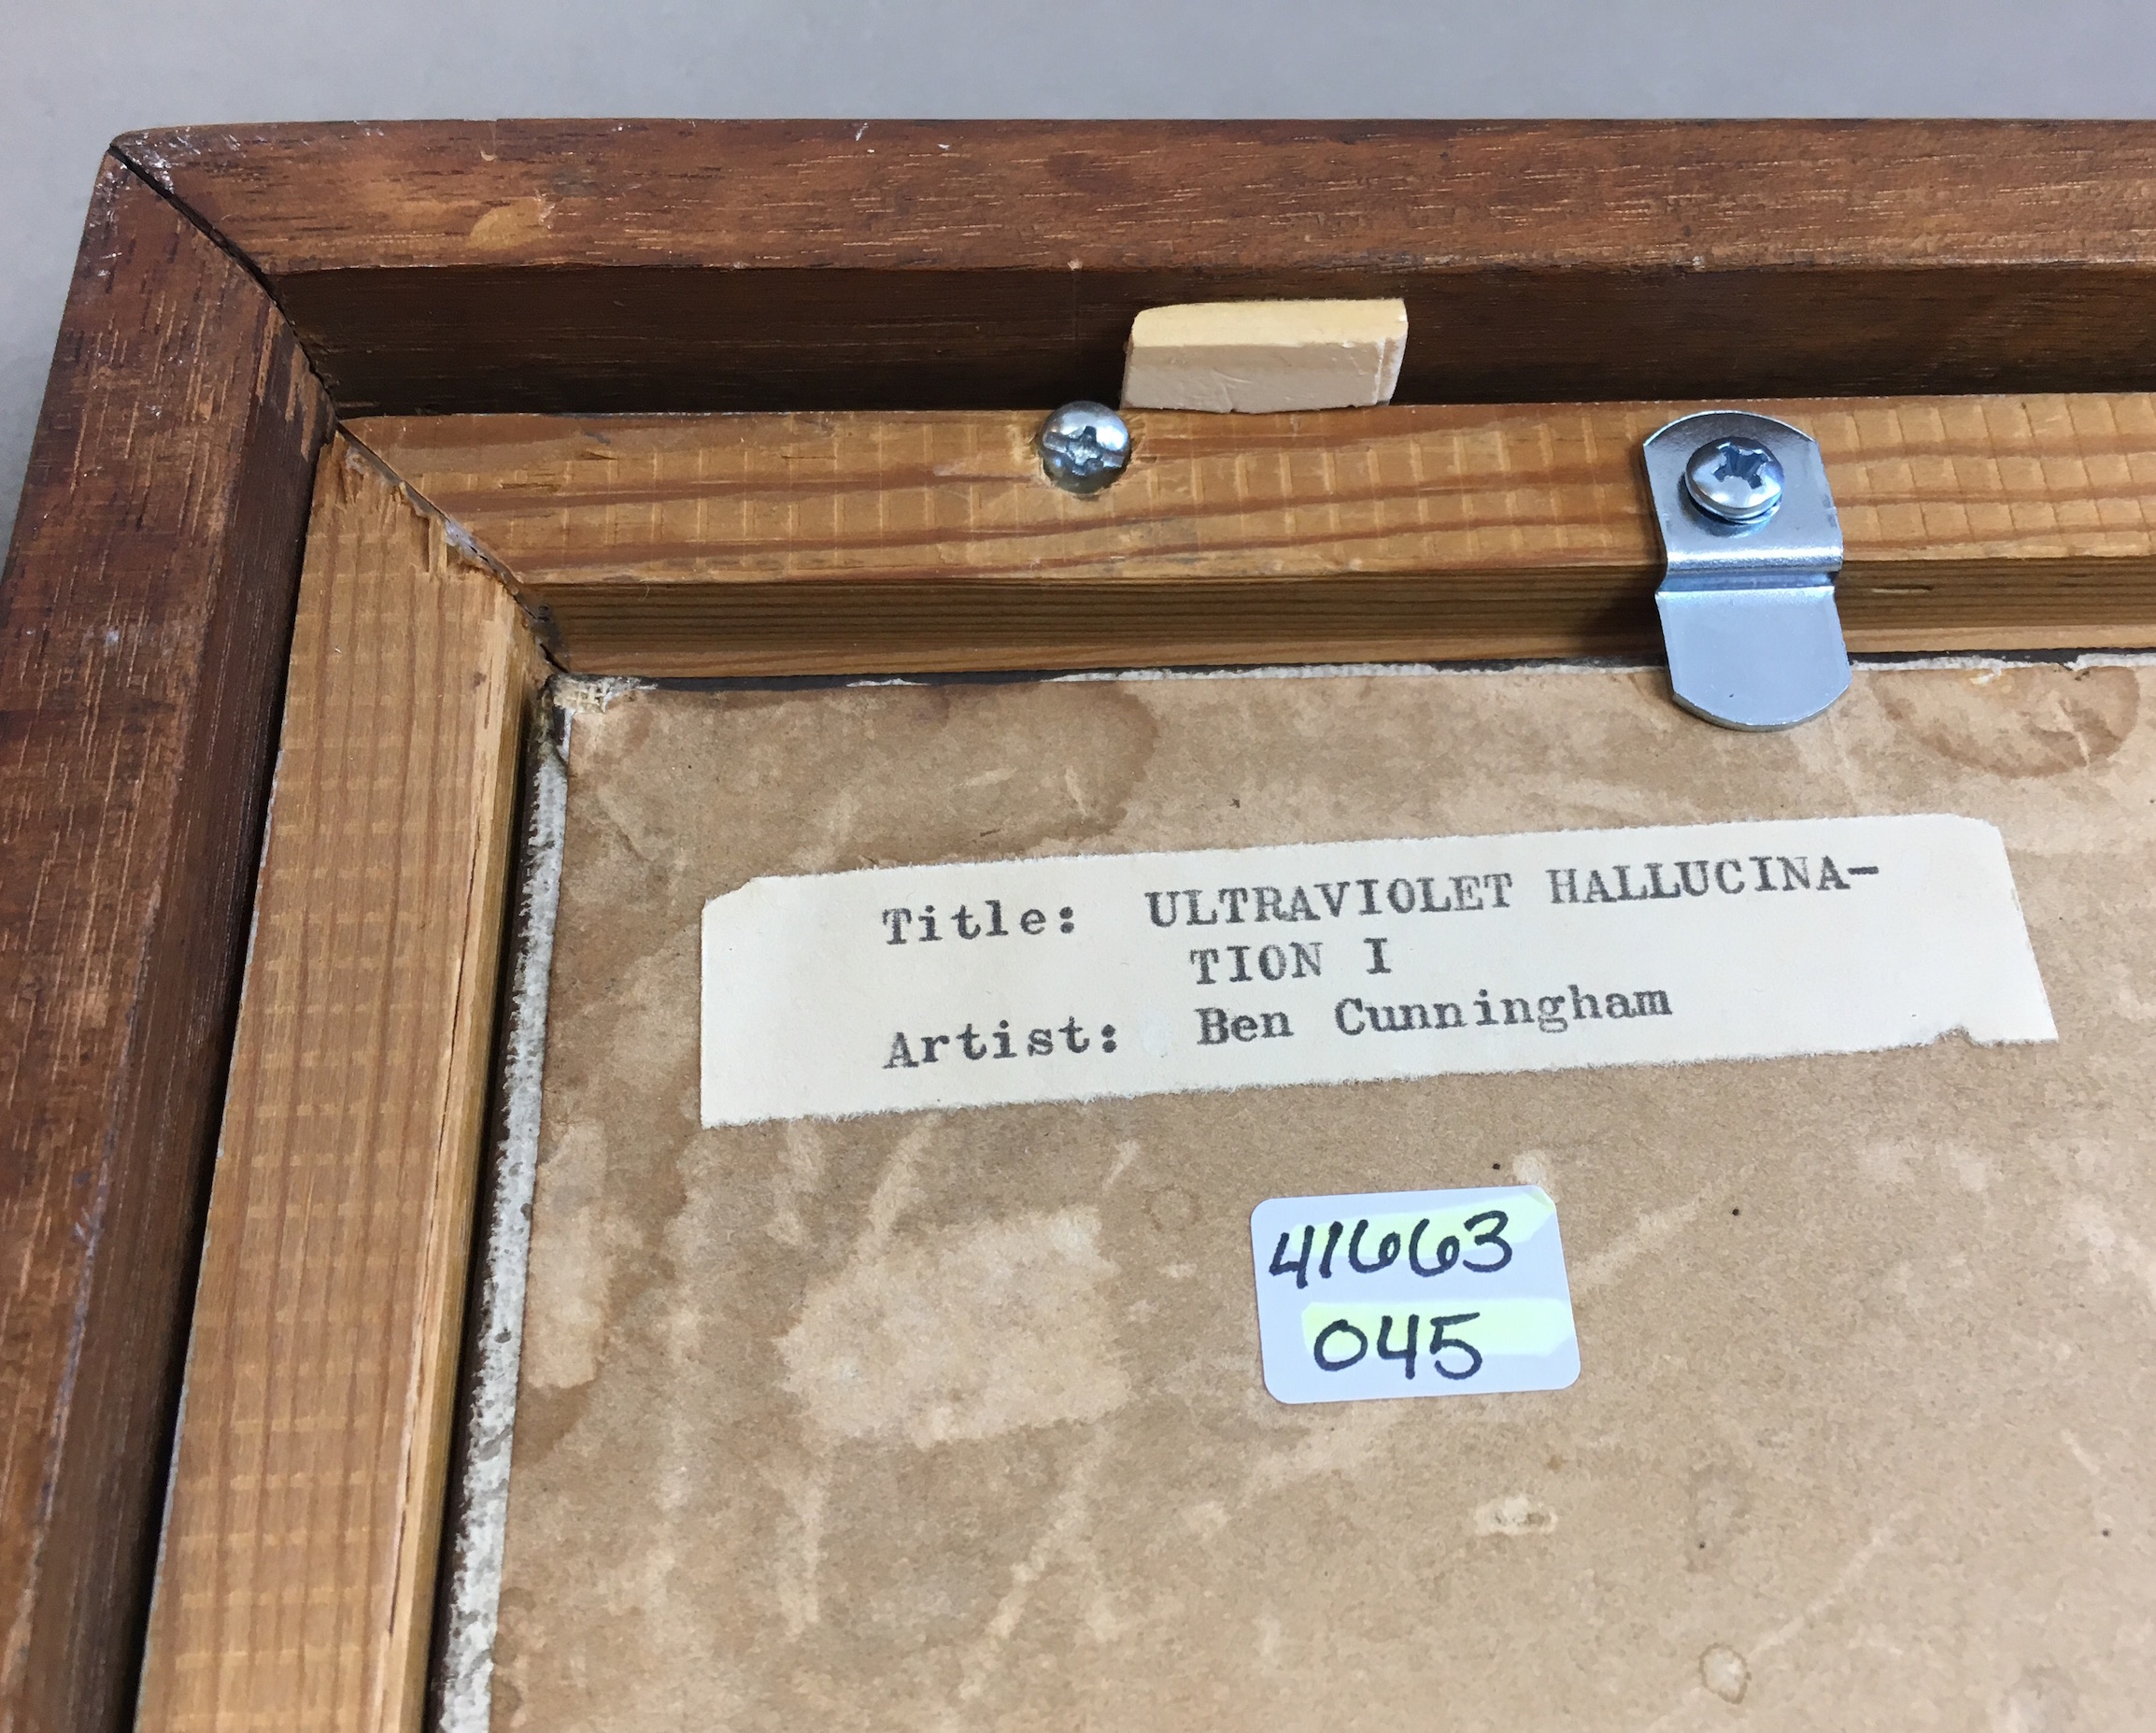 Title: ULTRAVIOLET HALLUCINA-
TION I
Artist: Ben Cunningham
41663
045